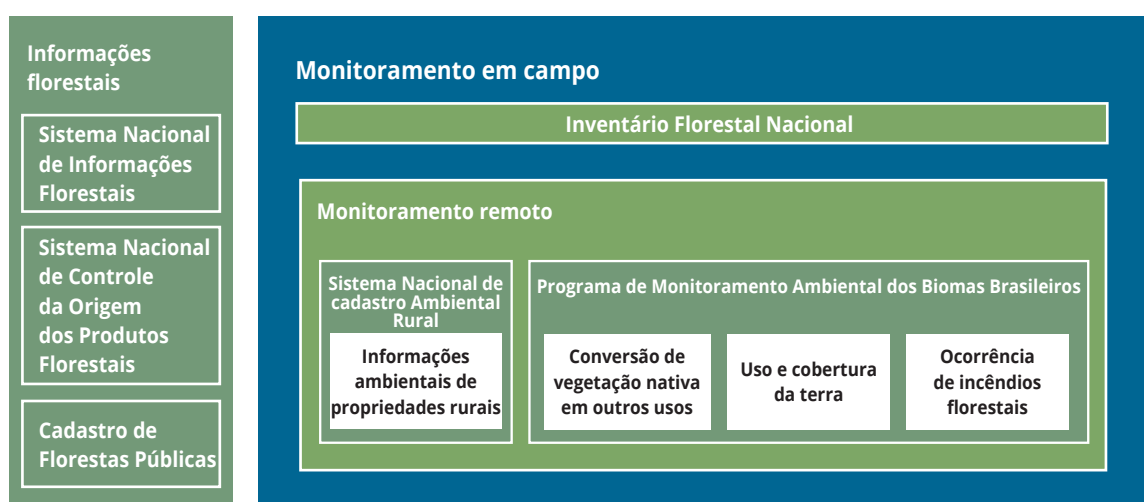 Informações
florestais
Sistema Nacional
de Informações
Florestais
Sistema Nacional
de Controle
da Origem
dos Produtos
Florestais
Cadastro de
Florestas Públicas
Monitoramento em campo
Inventário Florestal Nacional
Monitoramento remoto
Sistema Nacional de
cadastro Ambiental
Rural
Informações
ambientais de
propriedades rurais
Programa de Monitoramento Ambiental dos Biomas Brasileiros
Conversão de
vegetação nativa
em outros usos
Uso e cobertura
da terra
Ocorrência
de incêndios
florestais